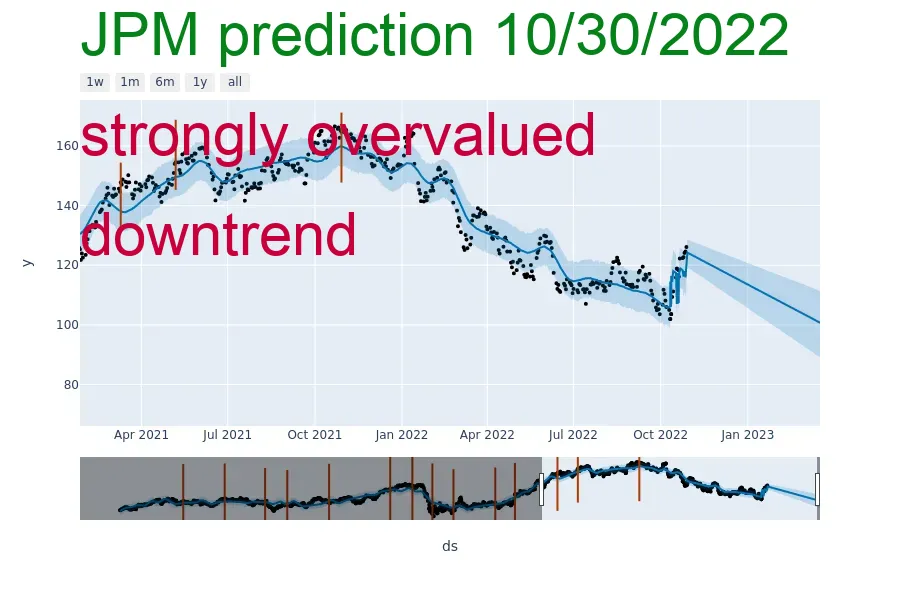 JPM prediction 10/30/2022
1w 1m 6m 1y all
strongly overvalued
downtrend
160
140
120
100
80
y
Apr 2021 Jul 2021 Oct 2021 Jan 2022 Apr 2022 Jul 2022 Oct 2022 Jan 2023
ds